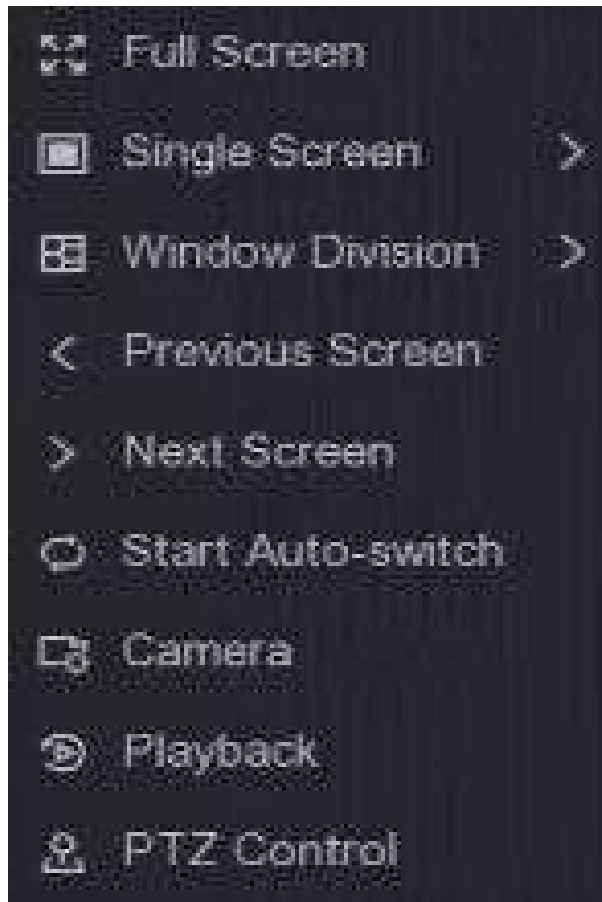 Full Screen
Single Screen
Window Division
Previous Screen
Next Screen
Start Auto-switch
Camera
Playback
PTZ Control